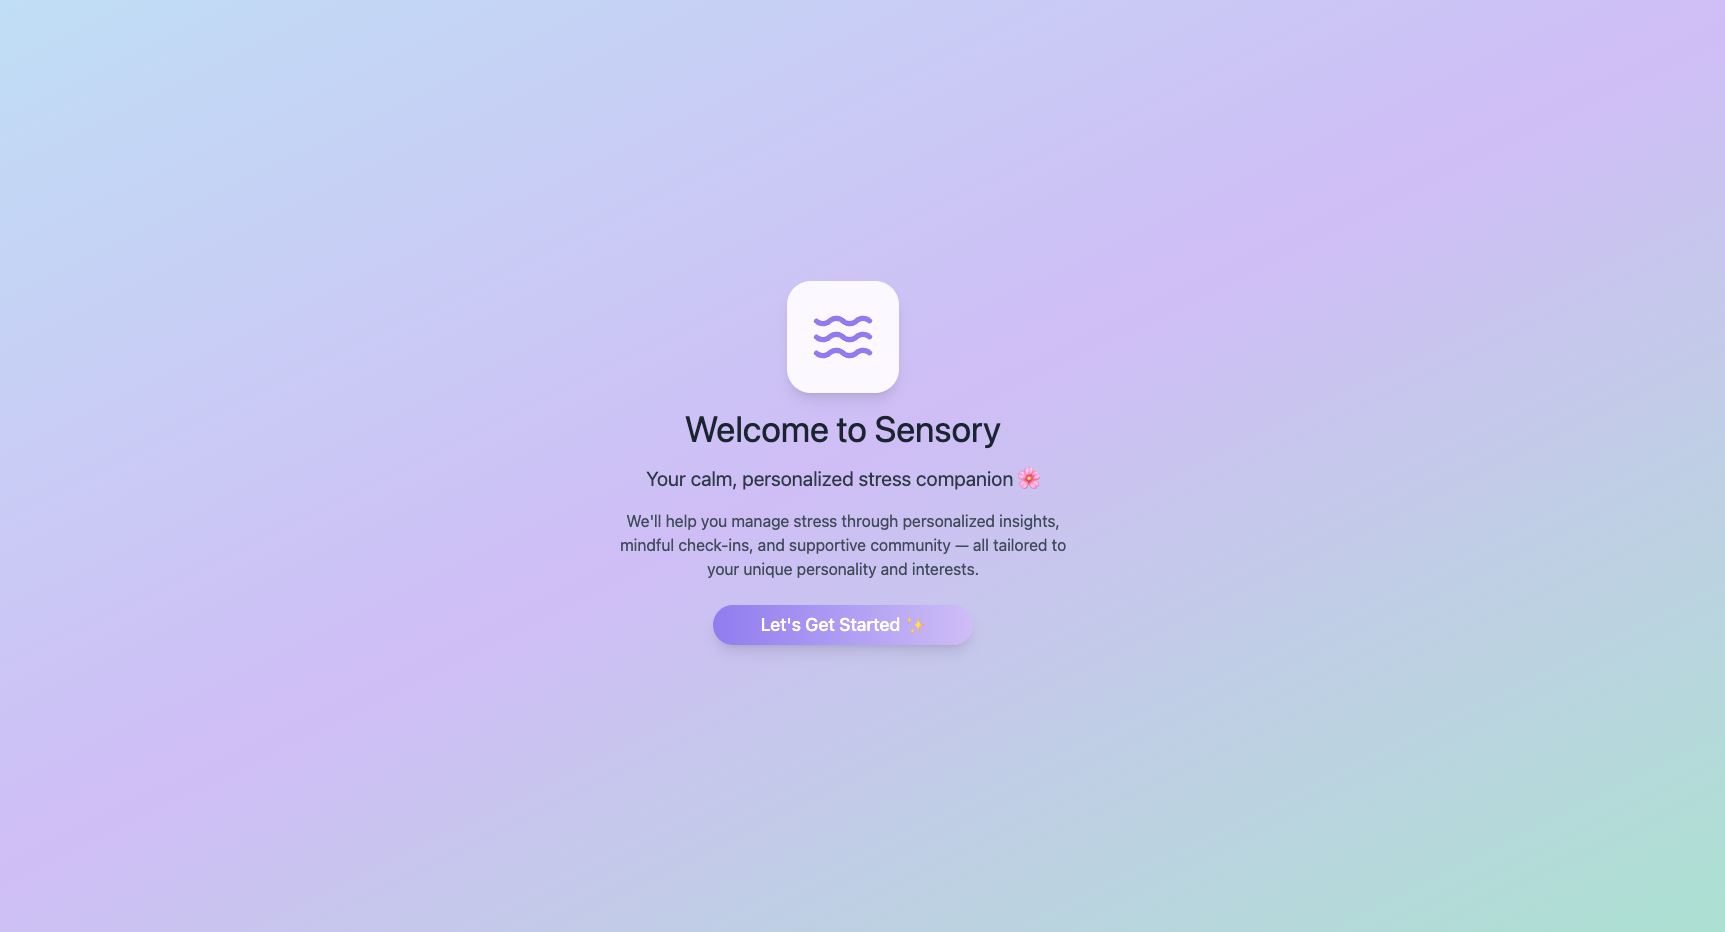 Welcome to Sensory
Your calm, personalized stress companion 🌸
We'll help you manage stress through personalized insights,
mindful check-ins, and supportive community — all tailored to
your unique personality and interests.
Let's Get Started ✨